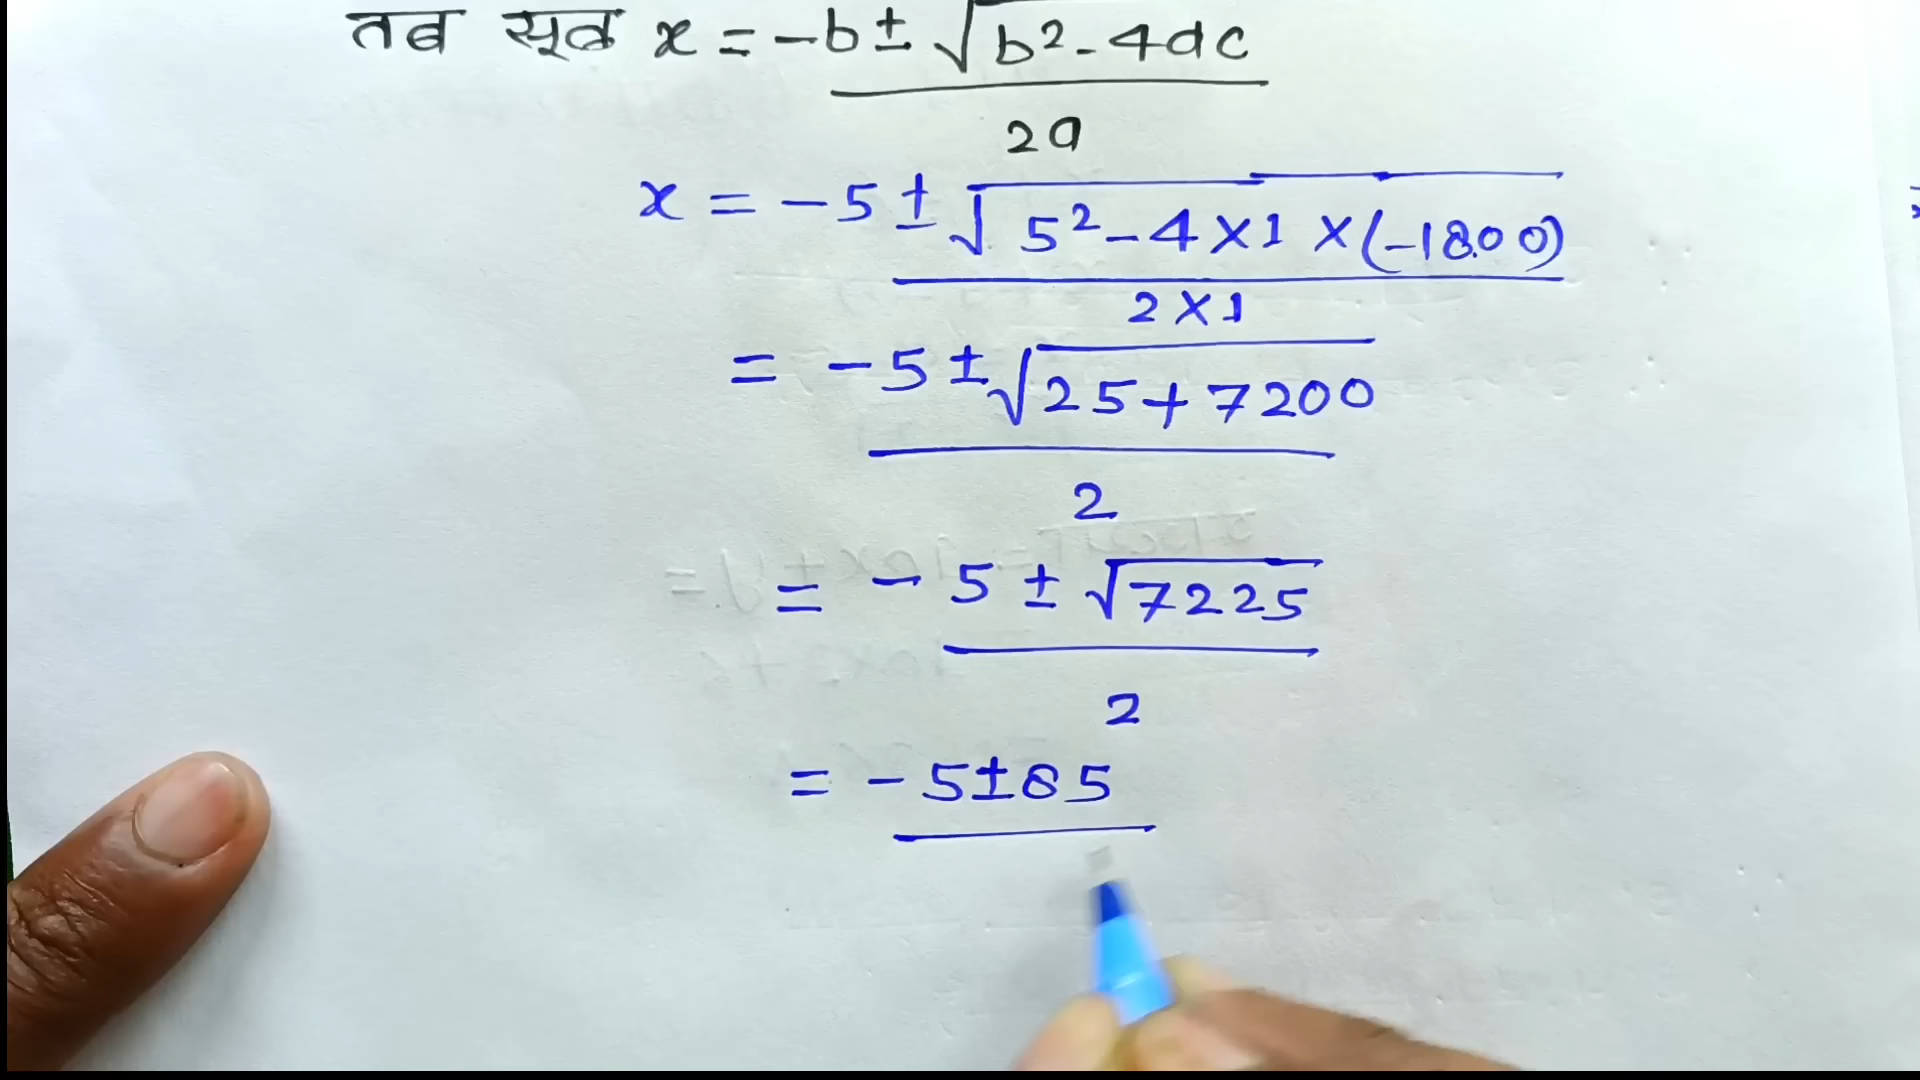 तब सूत्र x = -b ± √b² - 4ac
2a
x = -5 ± √5² - 4 × 1 × (-1800)
2 × 1
= -5 ± √25 + 7200
2
= -5 ± √7225
2
= -5 ± 85